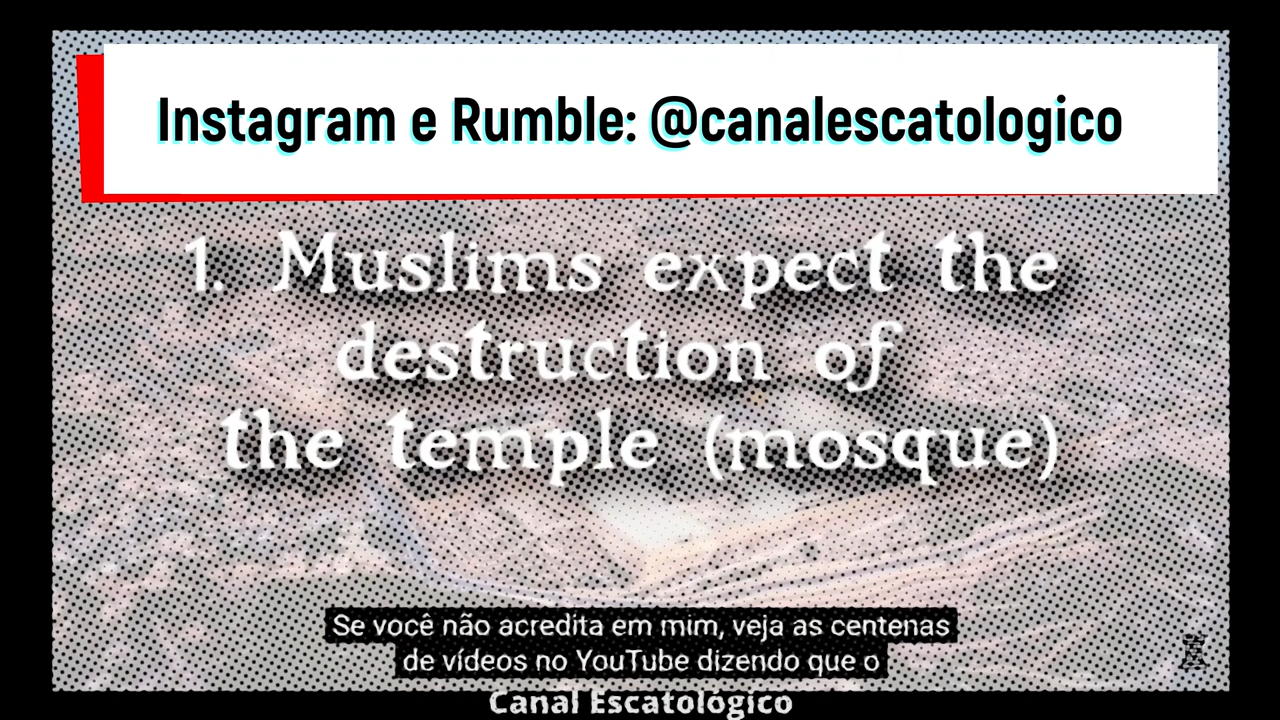 Instagram e Rumble: @canalescatologico
1. Muslims expect the
destruction of
the temple (mosque)
Se você não acredita em mim, veja as centenas
de vídeos no YouTube dizendo que o
Canal Escatológico